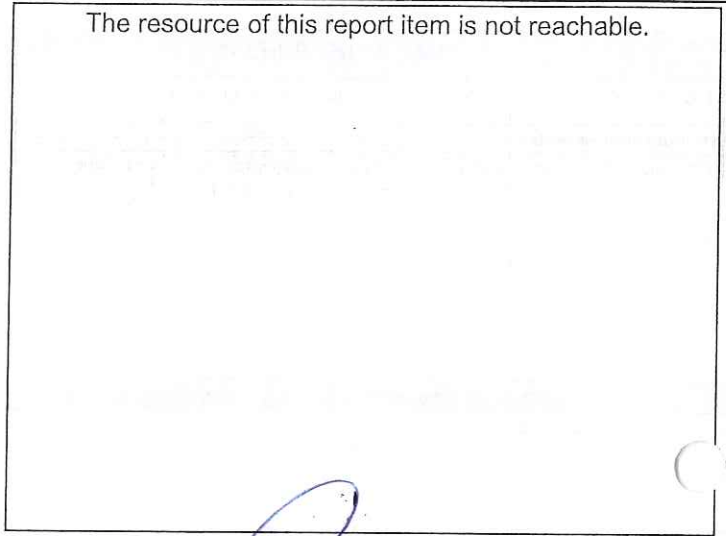 The resource of this report item is not reachable.